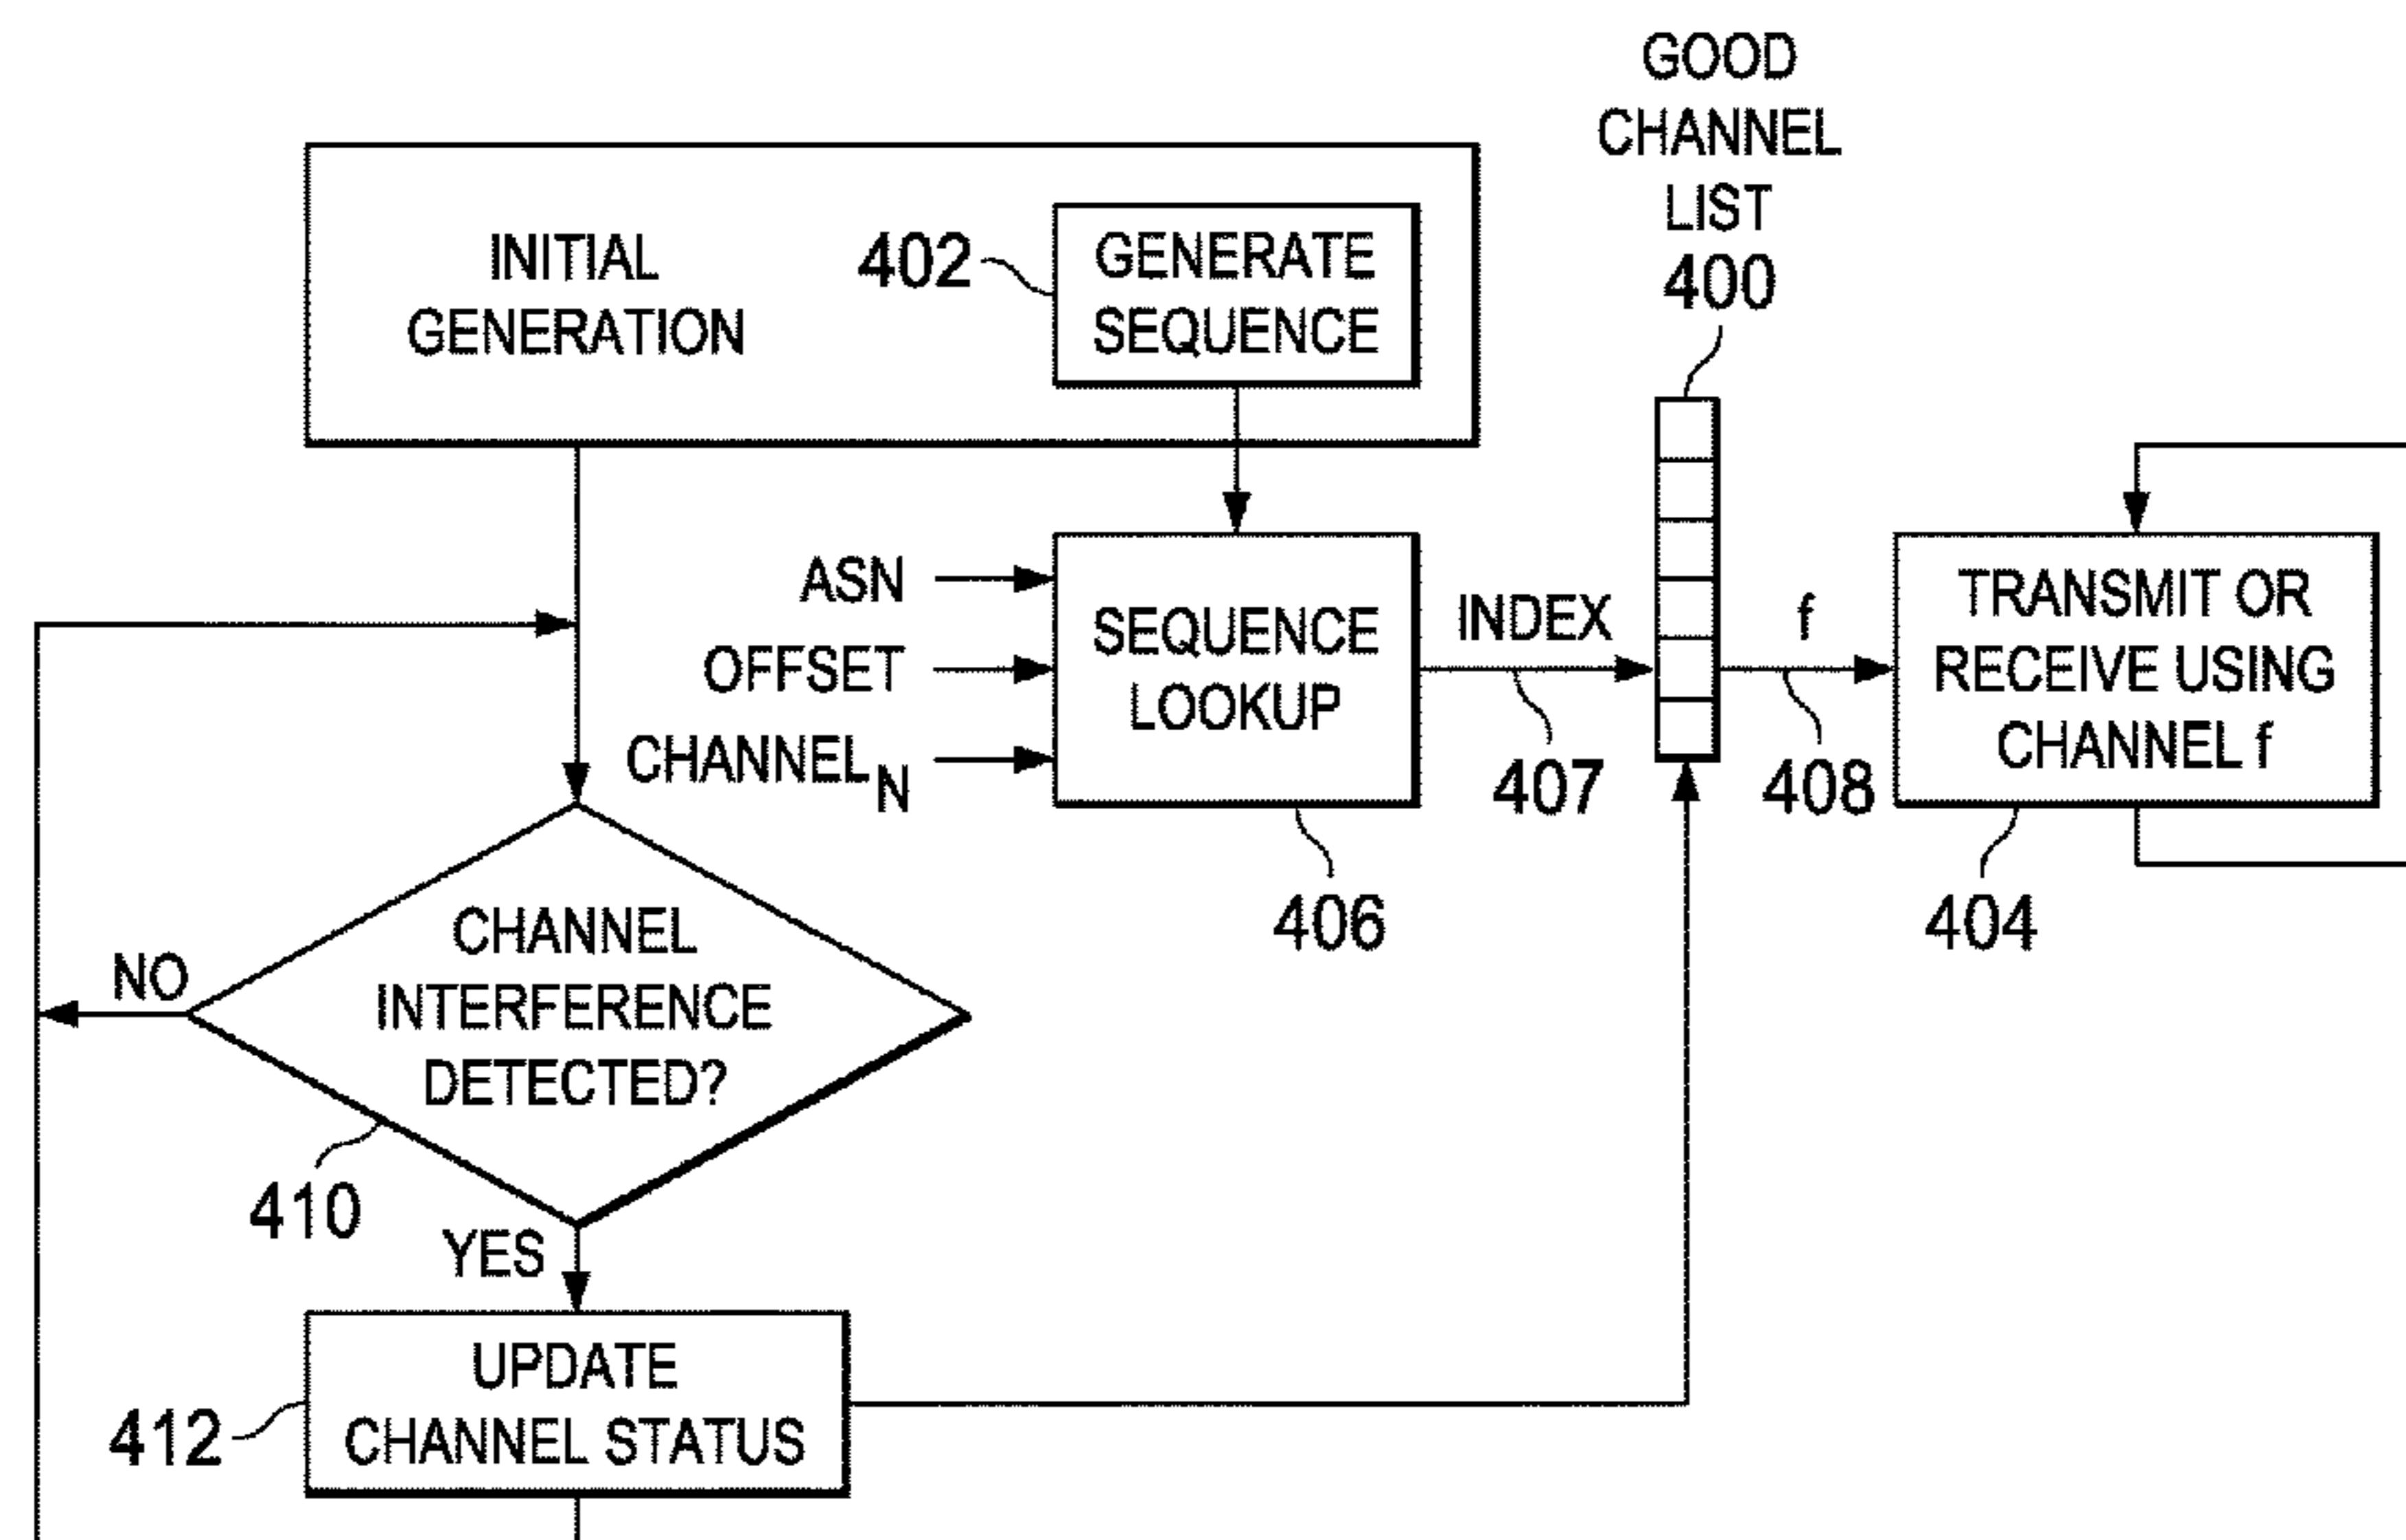 GOOD
CHANNEL
LIST
400
INITIAL
GENERATION
402
GENERATE
SEQUENCE
ASN
OFFSET
CHANNEL N
SEQUENCE
LOOKUP
406
INDEX
407
f
408
TRANSMIT OR
RECEIVE USING
CHANNEL f
404
CHANNEL
INTERFERENCE
DETECTED?
410
NO
YES
UPDATE
CHANNEL STATUS
412